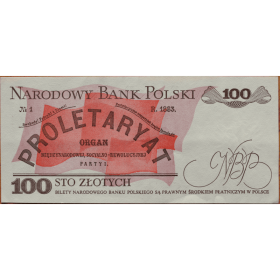 NARODOWY BANK POLSKI
№ 1
R. 1883.
100
PROLETARYAT
ORGAN
MIĘDZYNARODOWEJ SOCJALNO-REWOLUCYJNEJ
PARTYI.
NBP
100 STO ZŁOTYCH
BILETY NARODOWEGO BANKU POLSKIEGO SĄ PRAWNYM ŚRODKIEM PŁATNICZYM W POLSCE